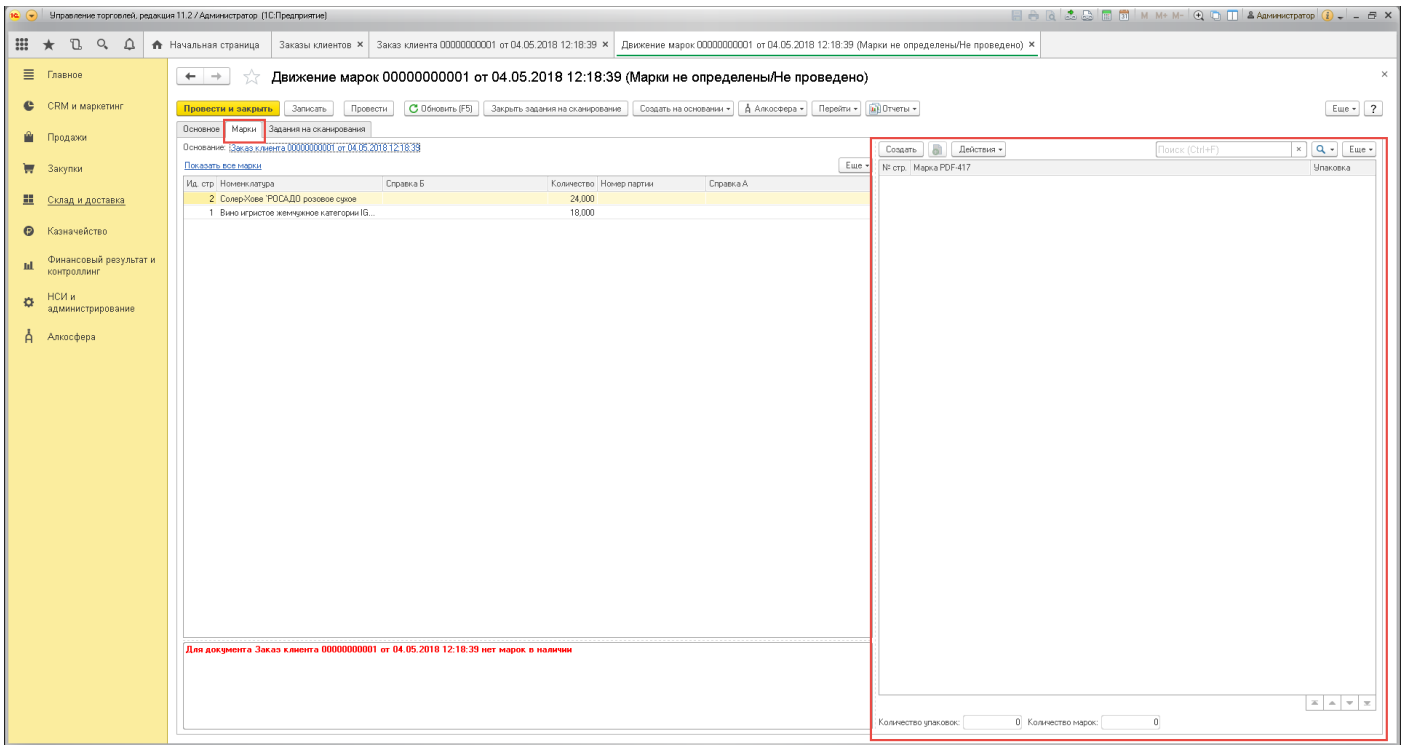 Управление торговлей, редакция 11.2 / Администратор (1С:Предприятие)
M M+ M- Администратор
Начальная страница Заказы клиентов × Заказ клиента 00000000001 от 04.05.2018 12:18:39 × Движение марок 00000000001 от 04.05.2018 12:18:39 (Марки не определены/Не проведено) ×
Главное
CRM и маркетинг
Продажи
Закупки
Склад и доставка
Казначейство
Финансовый результат и
контроллинг
НСИ и
администрирование
Алкосфера
Движение марок 00000000001 от 04.05.2018 12:18:39 (Марки не определены/Не проведено)
Провести и закрыть Записать Провести Обновить (F5) Закрыть задания на сканирование Создать на основании Алкосфера Перейти Отчеты Еще ?
Основное Марки Задания на сканирования
Основание: Заказ клиента 00000000001 от 04.05.2018 12:18:39
Показать все марки Еще
Ид. стр Номенклатура Справка Б Количество Номер партии Справка А
2 Солер-Хове 'РОСАДО розовое сухое 24,000
1 Вино игристое жемчужное категории IG... 18,000
Для документа Заказ клиента 00000000001 от 04.05.2018 12:18:39 нет марок в наличии
Создать Действия Поиск (Ctrl+F) × Еще
№ стр. Марка PDF-417 Упаковка
Количество упаковок: 0 Количество марок: 0